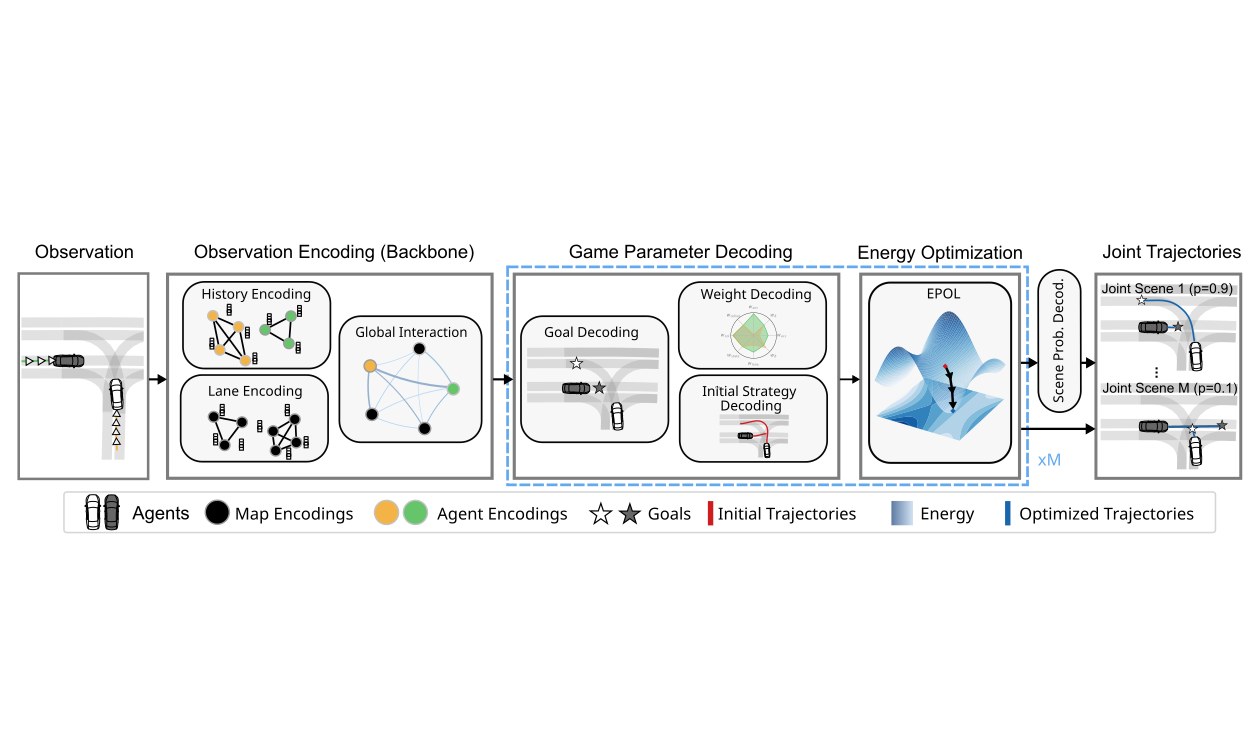 Observation
Observation Encoding (Backbone)
Game Parameter Decoding
Energy Optimization
Joint Trajectories
History Encoding
Lane Encoding
Global Interaction
Goal Decoding
Weight Decoding
Initial Strategy
Decoding
EPOL
xM
Scene Prob. Decod.
Joint Scene 1 (p=0.9)
Joint Scene M (p=0.1)
Agents
Map Encodings
Agent Encodings
Goals
Initial Trajectories
Energy
Optimized Trajectories